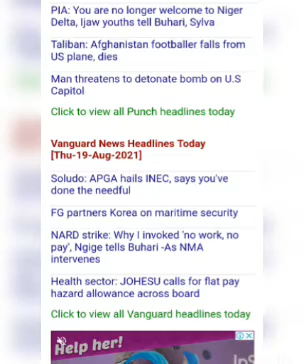 PIA: You are no longer welcome to Niger
Delta, Ijaw youths tell Buhari, Sylva
Taliban: Afghanistan footballer falls from
US plane, dies
Man threatens to detonate bomb on U.S
Capitol
Click to view all Punch headlines today
Vanguard News Headlines Today
[Thu-19-Aug-2021]
Soludo: APGA hails INEC, says you've
done the needful
FG partners Korea on maritime security
NARD strike: Why I invoked 'no work, no
pay', Ngige tells Buhari -As NMA
intervenes
Health sector: JOHESU calls for flat pay
hazard allowance across board
Click to view all Vanguard headlines today
Help her!